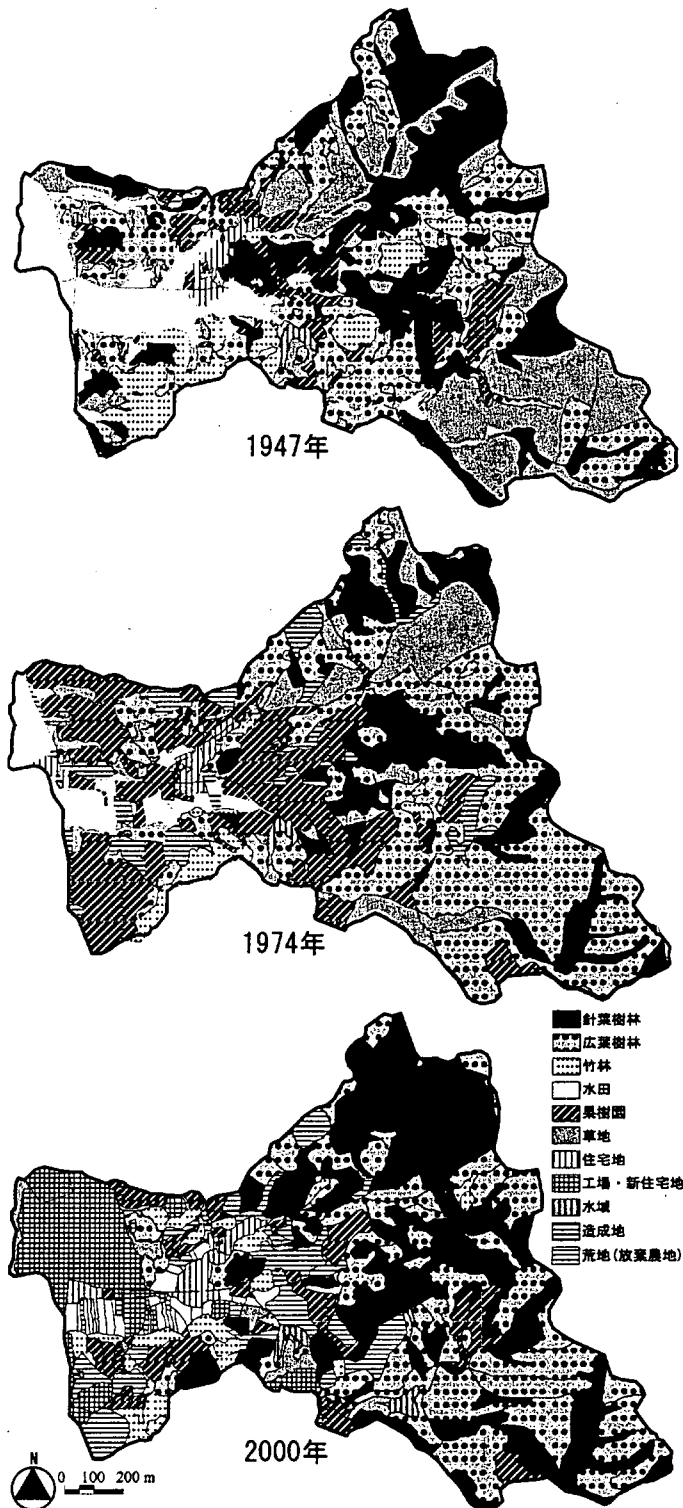 1947年
1974年
針葉樹林
広葉樹林
竹林
水田
果樹園
草地
住宅地
工場・新住宅地
水域
造成地
荒地(放棄農地)
2000年
N
0 100 200 m